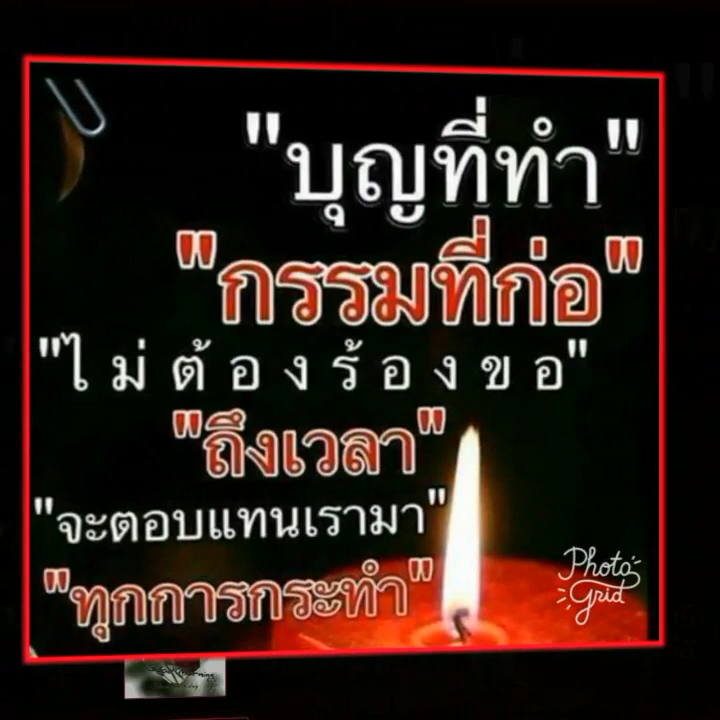 "บุญที่ทำ"
"กรรมที่ก่อ"
"ไม่ต้องร้องขอ"
"ถึงเวลา"
"จะตอบแทนเรามา"
"ทุกการกระทำ"
Photo
Grid